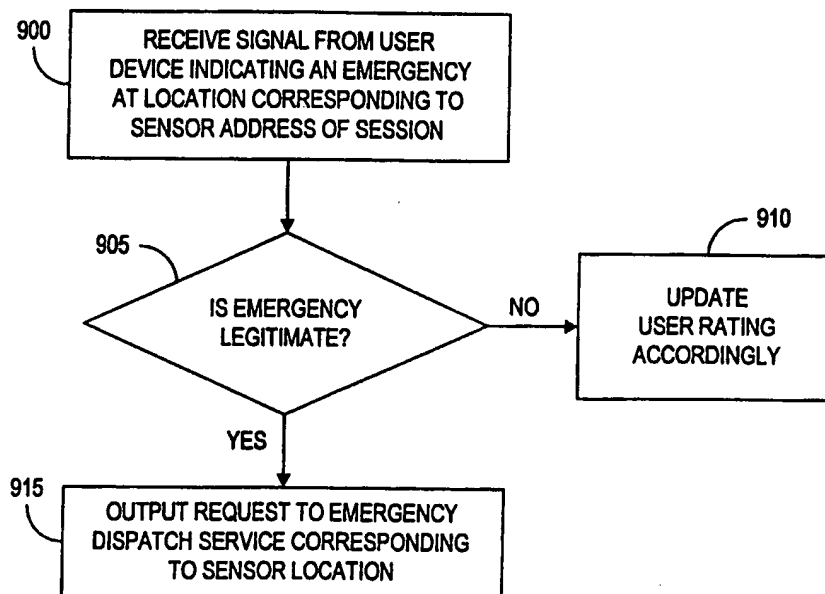 900
RECEIVE SIGNAL FROM USER
DEVICE INDICATING AN EMERGENCY
AT LOCATION CORRESPONDING TO
SENSOR ADDRESS OF SESSION
905
IS EMERGENCY
LEGITIMATE?
NO
910
UPDATE
USER RATING
ACCORDINGLY
YES
915
OUTPUT REQUEST TO EMERGENCY
DISPATCH SERVICE CORRESPONDING
TO SENSOR LOCATION